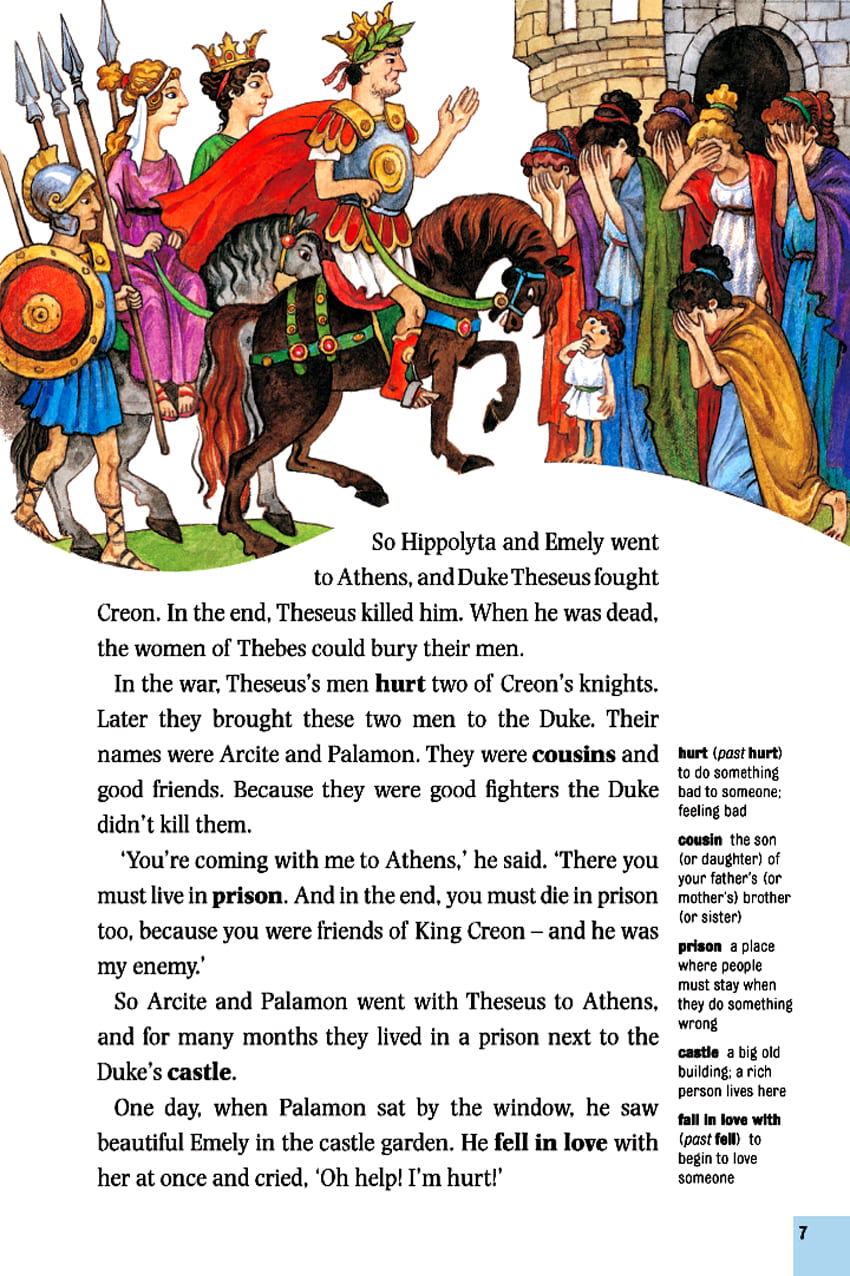 So Hippolyta and Emely went
to Athens, and Duke Theseus fought
Creon. In the end, Theseus killed him. When he was dead,
the women of Thebes could bury their men.
In the war, Theseus's men hurt two of Creon's knights.
Later they brought these two men to the Duke. Their
names were Arcite and Palamon. They were cousins and
good friends. Because they were good fighters the Duke
didn't kill them.
‘You're coming with me to Athens,’ he said. ‘There you
must live in prison. And in the end, you must die in prison
too, because you were friends of King Creon – and he was
my enemy.’
So Arcite and Palamon went with Theseus to Athens,
and for many months they lived in a prison next to the
Duke's castle.
One day, when Palamon sat by the window, he saw
beautiful Emely in the castle garden. He fell in love with
her at once and cried, ‘Oh help! I'm hurt!’
hurt (past hurt)
to do something
bad to someone;
feeling bad
cousin the son
(or daughter) of
your father's (or
mother's) brother
(or sister)
prison a place
where people
must stay when
they do something
wrong
castle a big old
building; a rich
person lives here
fall in love with
(past fell) to
begin to love
someone
7